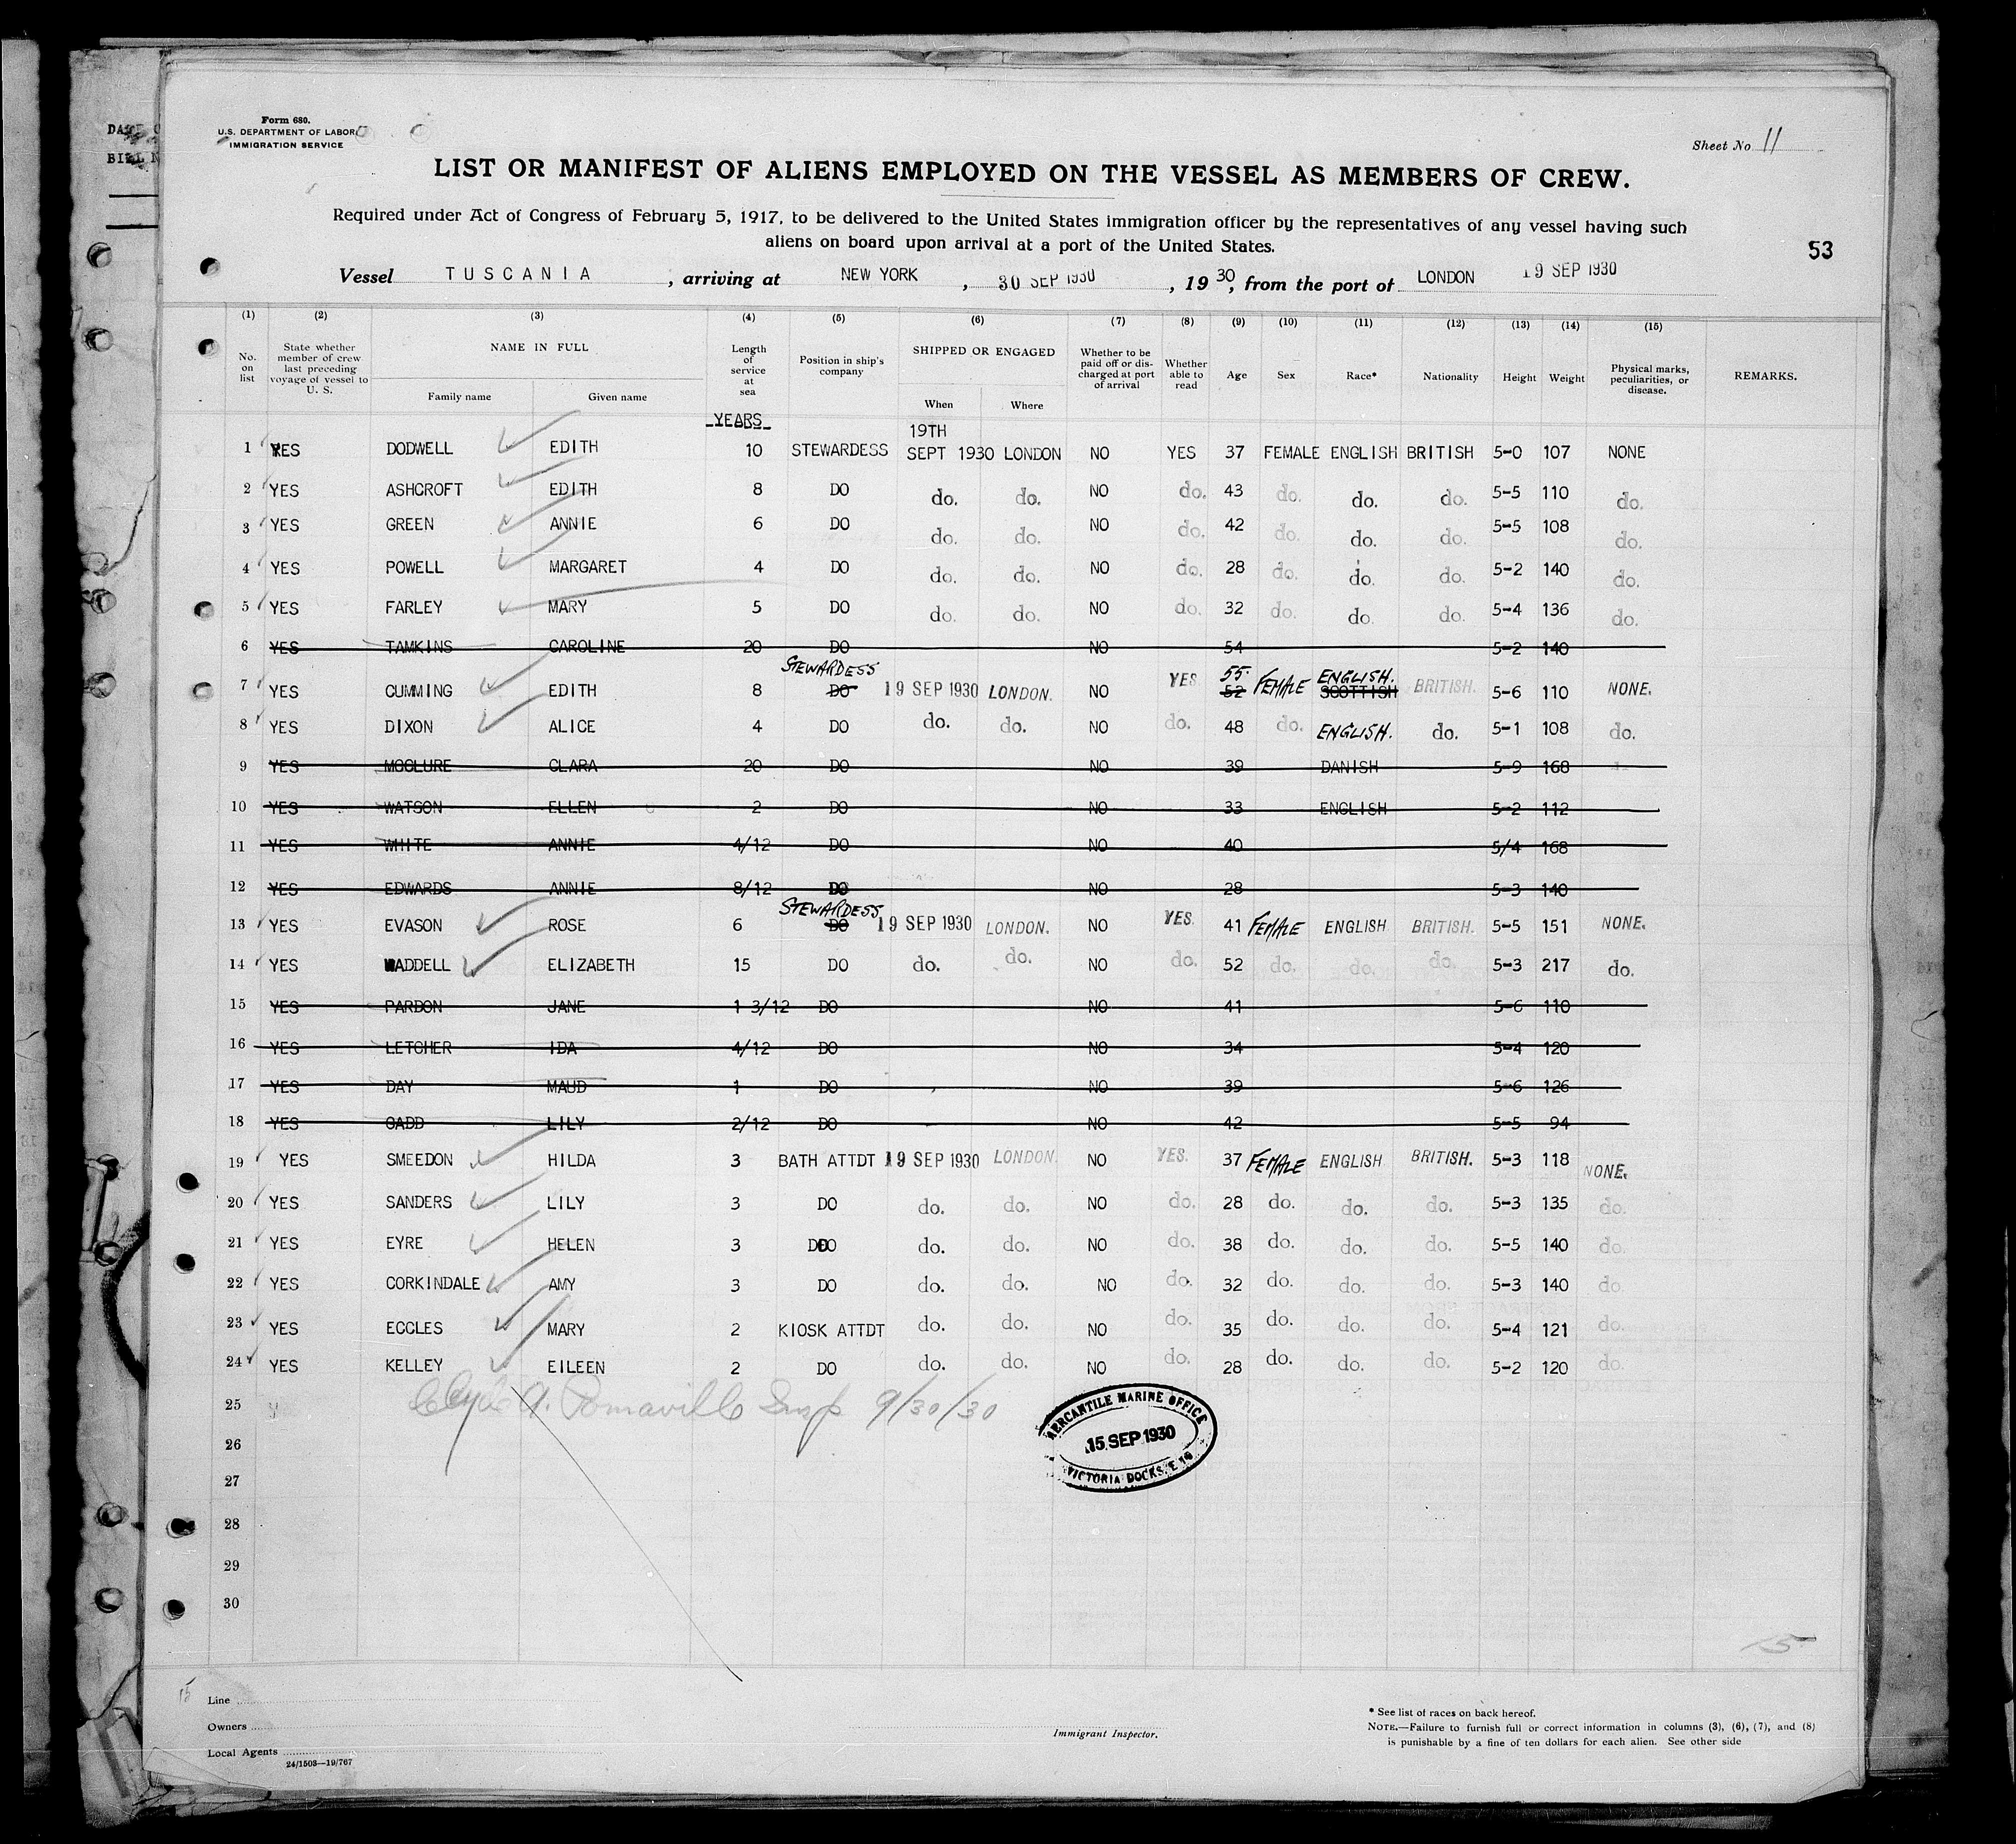 Form 680.
U.S. DEPARTMENT OF LABOR
IMMIGRATION SERVICE
Sheet No 11
LIST OR MANIFEST OF ALIENS EMPLOYED ON THE VESSEL AS MEMBERS OF CREW.
Required under Act of Congress of February 5, 1917, to be delivered to the United States immigration officer by the representatives of any vessel having such
aliens on board upon arrival at a port of the United States.
53
Vessel TUSCANIA, arriving at NEW YORK, 30 SEP 1930, 19 30, from the port of LONDON 19 SEP 1930
(1) (2) (3) (4) (5) (6) (7) (8) (9) (10) (11) (12) (13) (14) (15)
No. on list State whether member of crew last preceding voyage of vessel to U. S. NAME IN FULL Family name Given name Length of service at sea Position in ship's company SHIPPED OR ENGAGED When Where Whether to be paid off or discharged at port of arrival Whether able to read Age Sex Race* Nationality Height Weight Physical marks, peculiarities, or disease. REMARKS.
YEARS
19TH
1 YES DODWELL EDITH 10 STEWARDESS SEPT 1930 LONDON NO YES 37 FEMALE ENGLISH BRITISH 5-0 107 NONE
2 YES ASHCROFT EDITH 8 DO do. do. NO do. 43 do. do. do. 5-5 110 do.
3 YES GREEN ANNIE 6 DO do. do. NO do. 42 do. do. do. 5-5 108 do.
4 YES POWELL MARGARET 4 DO do. do. NO do. 28 do. do. do. 5-2 140 do.
5 YES FARLEY MARY 5 DO do. do. NO do. 32 do. do. do. 5-4 136 do.
6 YES TAMKINS CAROLINE 20 DO NO 54 5-2 140
STEWARDESS 55. ENGLISH.
7 YES CUMMING EDITH 8 DO 19 SEP 1930 LONDON. NO YES. 52 FEMALE SCOTTISH BRITISH. 5-6 110 NONE.
8 YES DIXON ALICE 4 DO do. do. NO do. 48 do. ENGLISH. do. 5-1 108 do.
9 YES MCCLURE CLARA 20 DO NO 39 DANISH 5-9 168
10 YES WATSON ELLEN 2 DO NO 33 ENGLISH 5-2 112
11 YES WHITE ANNIE 4/12 DO NO 40 5/4 168
12 YES EDWARDS ANNIE 8/12 DO NO 28 5-3 140
STEWARDESS
13 YES EVASON ROSE 6 DO 19 SEP 1930 LONDON. NO YES. 41 FEMALE ENGLISH BRITISH. 5-5 151 NONE.
14 YES WADDELL ELIZABETH 15 DO do. do. NO do. 52 do. do. do. 5-3 217 do.
15 YES PARDON JANE 1 3/12 DO NO 41 5-6 110
16 YES LETCHER IDA 4/12 DO NO 34 5-4 120
17 YES DAY MAUD 1 DO NO 39 5-6 126
18 YES CADD LILY 2/12 DO NO 42 5-5 94
19 YES SMEEDON HILDA 3 BATH ATTDT 19 SEP 1930 LONDON. NO YES. 37 FEMALE ENGLISH BRITISH. 5-3 118 NONE.
20 YES SANDERS LILY 3 DO do. do. NO do. 28 do. do. do. 5-3 135 do.
21 YES EYRE HELEN 3 DO do. do. NO do. 38 do. do. do. 5-5 140 do.
22 YES CORKINDALE AMY 3 DO do. do. NO do. 32 do. do. do. 5-3 140 do.
23 YES ECCLES MARY 2 KIOSK ATTDT do. do. NO do. 35 do. do. do. 5-4 121 do.
24 YES KELLEY EILEEN 2 DO do. do. NO do. 28 do. do. do. 5-2 120 do.
25 Clyde A. Pomaville Insp 9/30/30
MERCANTILE MARINE OFFICE
15 SEP 1930
VICTORIA DOCKS. E 16
26
27
28
29
30
15
15
Line
Owners
Local Agents
24/1503—19/767
Immigrant Inspector.
* See list of races on back hereof.
NOTE.—Failure to furnish full or correct information in columns (3), (6), (7), and (8)
is punishable by a fine of ten dollars for each alien. See other side